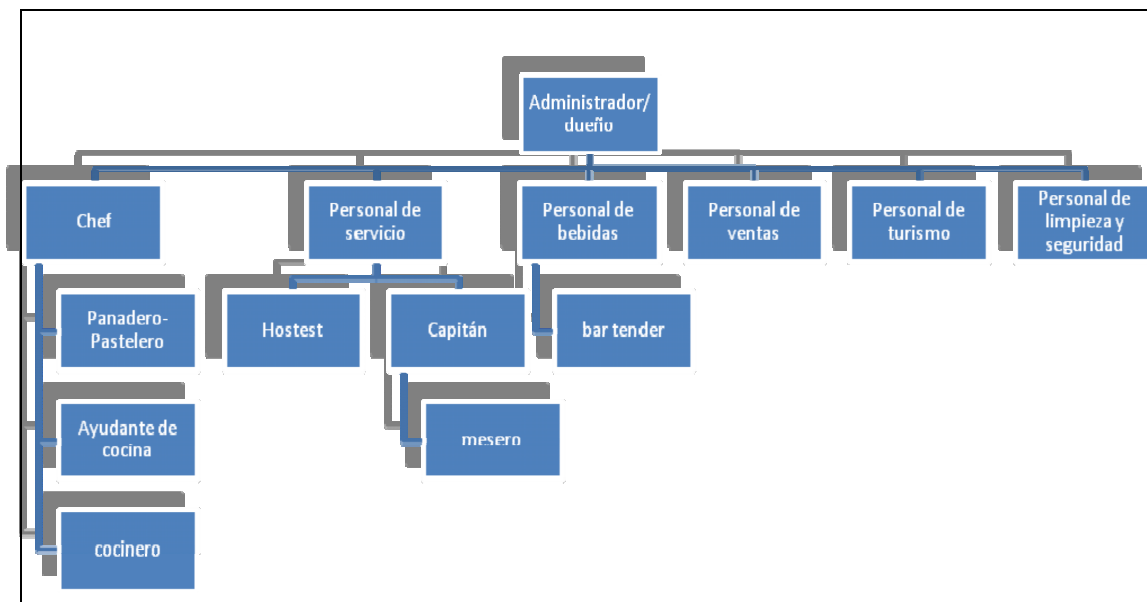 Administrador/
dueño
Chef
Personal de
servicio
Personal de
bebidas
Personal de
ventas
Personal de
turismo
Personal de
limpieza y
seguridad
Panadero-
Pastelero
Hostest
Capitán
bar tender
Ayudante de
cocina
mesero
cocinero